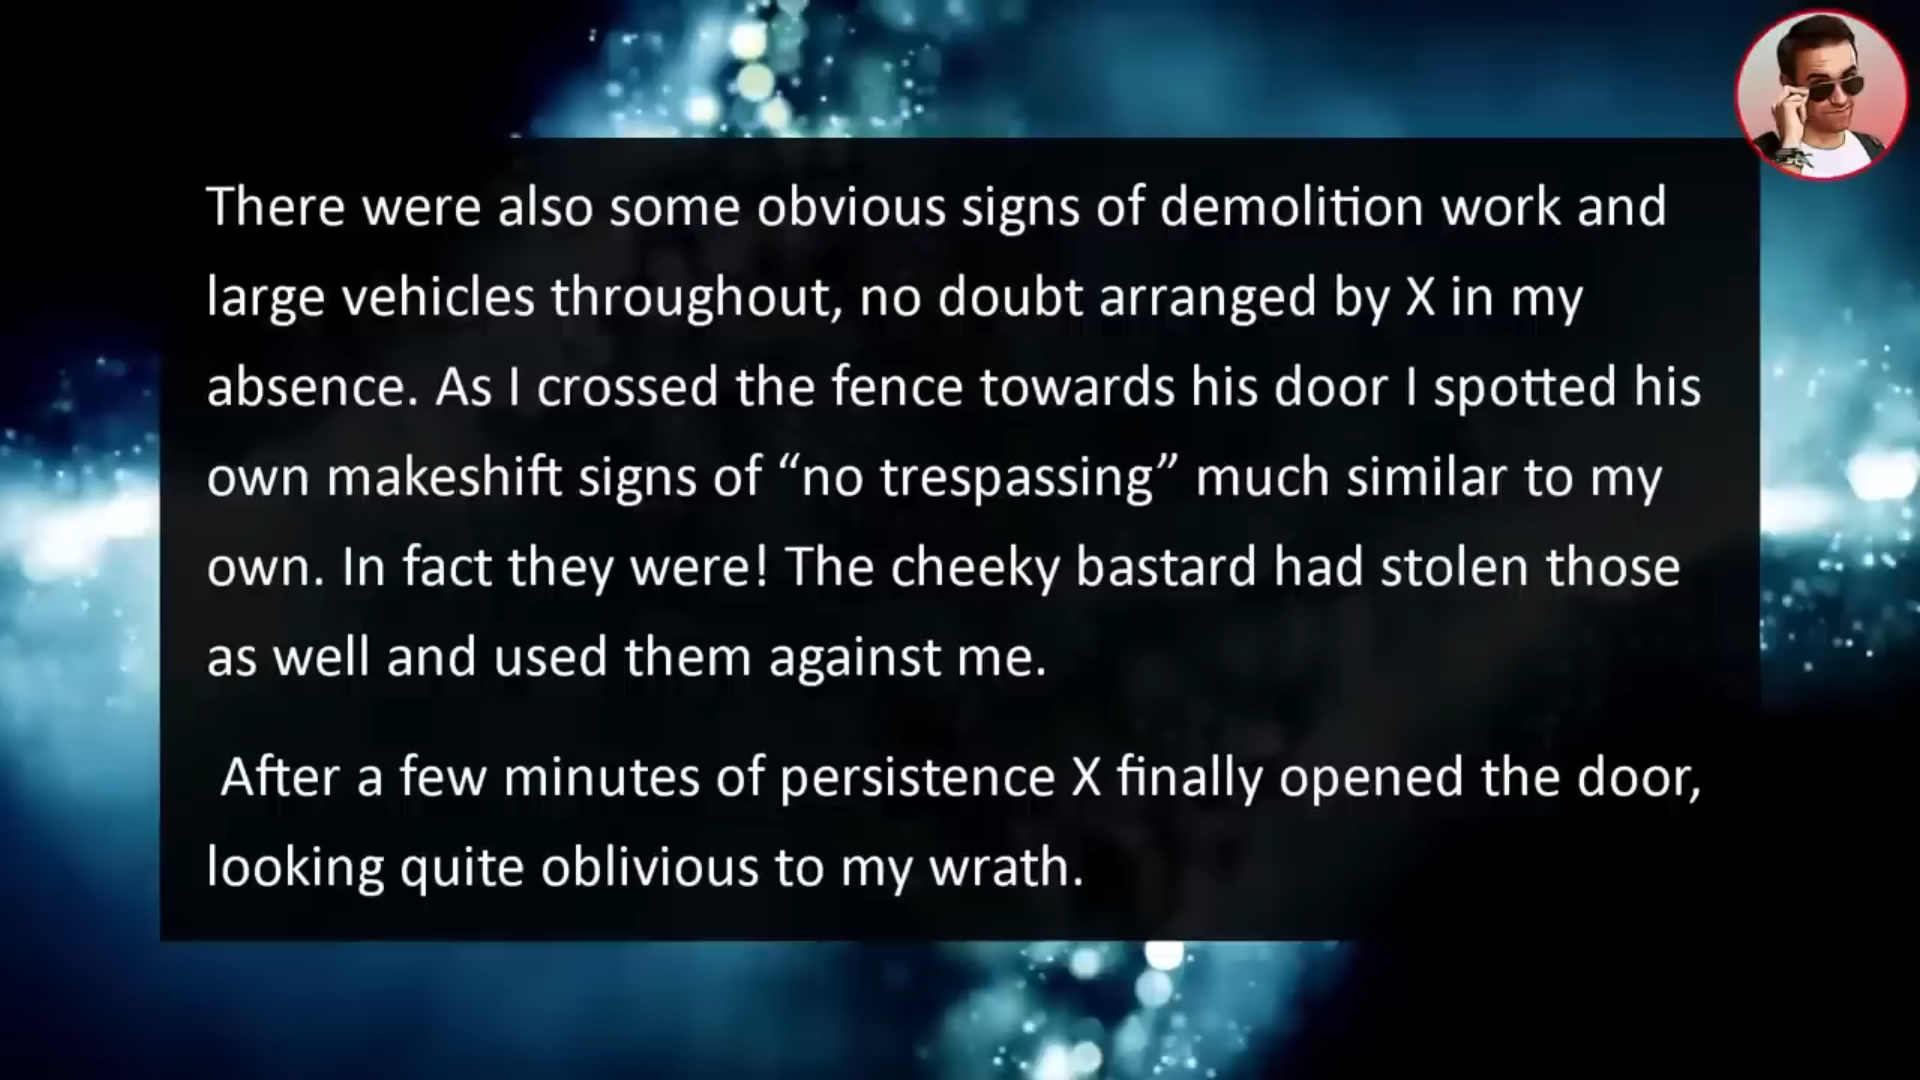 There were also some obvious signs of demolition work and
large vehicles throughout, no doubt arranged by X in my
absence. As I crossed the fence towards his door I spotted his
own makeshift signs of “no trespassing” much similar to my
own. In fact they were! The cheeky bastard had stolen those
as well and used them against me.
After a few minutes of persistence X finally opened the door,
looking quite oblivious to my wrath.